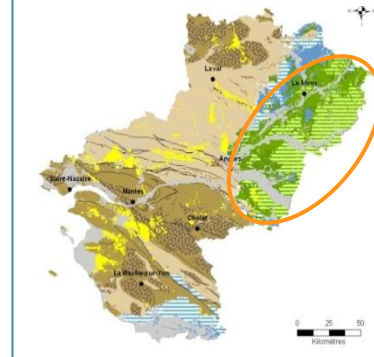 Laval
Le Mans
Angers
Saint-Nazaire
Nantes
Cholet
La Roche-sur-Yon
0 25 50
Kilomètres